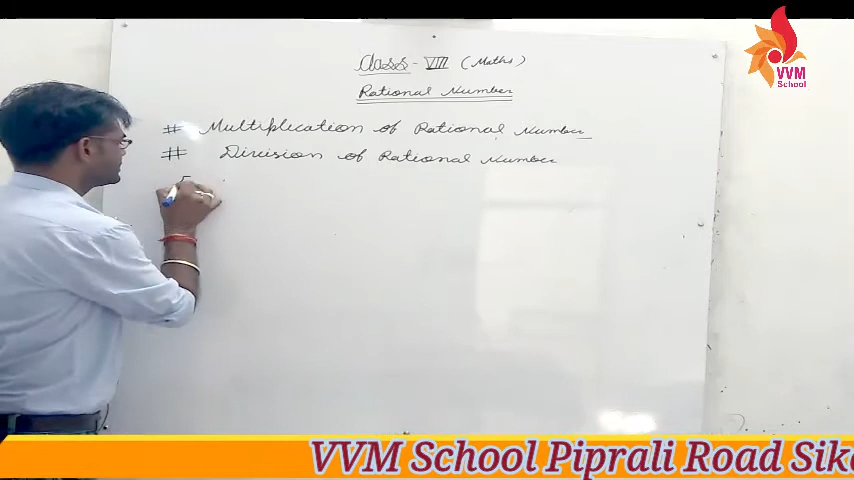 Class - VIII (Maths)
Rational Number
# Multiplication of Rational Number
# Division of Rational Number
VVM
School
VVM School Piprali Road Sik